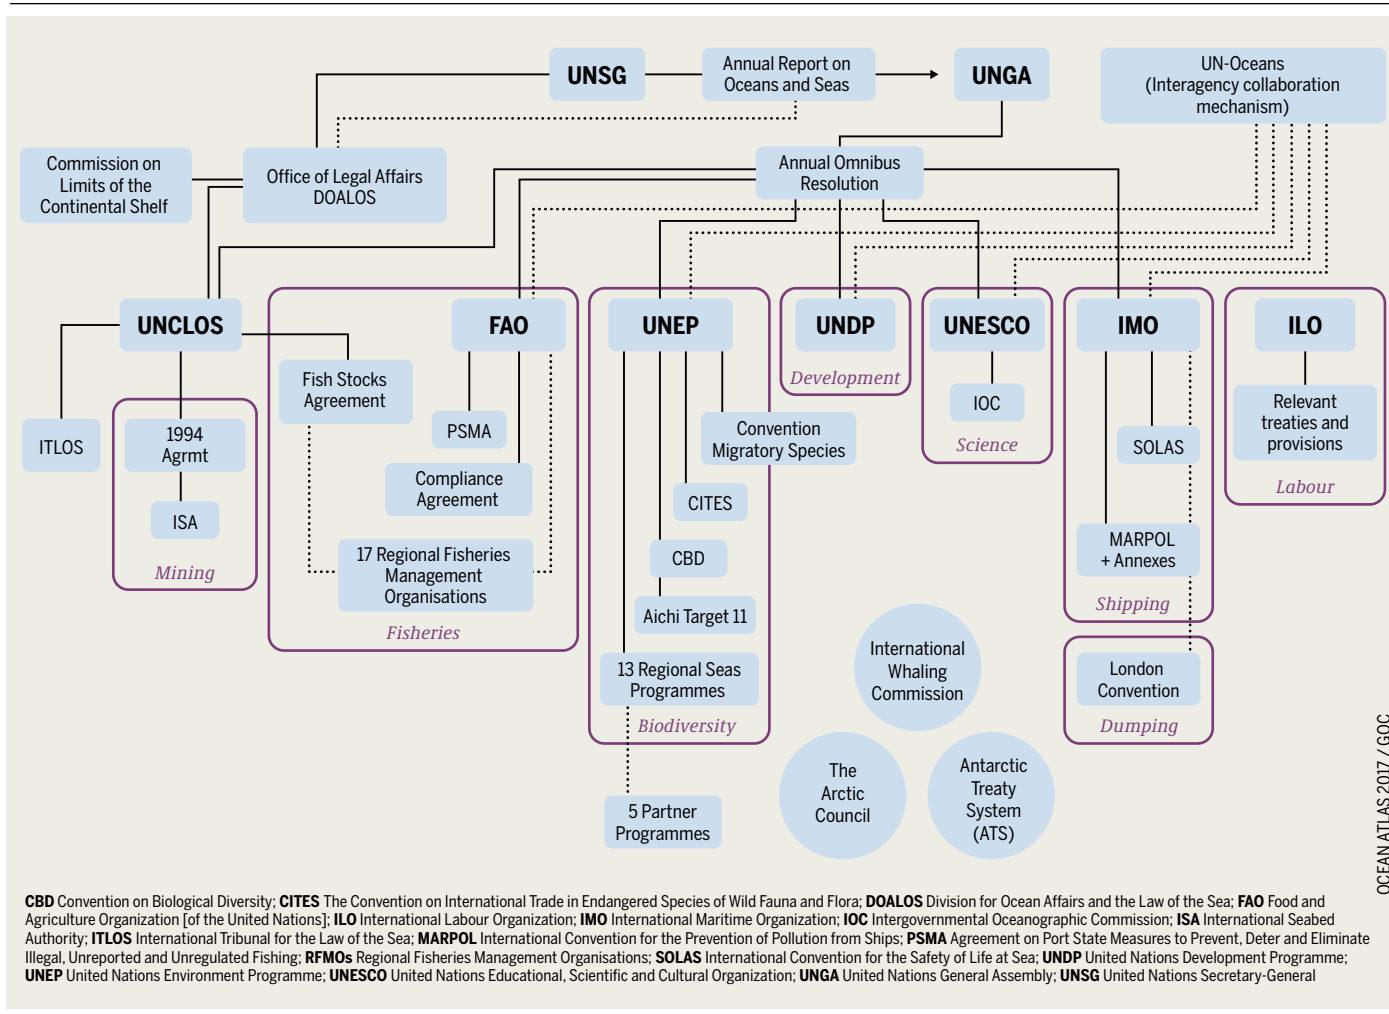 UNSG
Annual Report on
Oceans and Seas
UNGA
UN-Oceans
(Interagency collaboration
mechanism)
Commission on
Limits of the
Continental Shelf
Office of Legal Affairs
DOALOS
Annual Omnibus
Resolution
UNCLOS
FAO
UNEP
UNDP
UNESCO
IMO
ILO
Development
Fish Stocks
Agreement
ITLOS
1994
Agrmt
ISA
Mining
PSMA
Compliance
Agreement
17 Regional Fisheries
Management
Organisations
Fisheries
Convention
Migratory Species
CITES
CBD
Aichi Target 11
13 Regional Seas
Programmes
Biodiversity
5 Partner
Programmes
IOC
Science
SOLAS
MARPOL
+ Annexes
Shipping
London
Convention
Dumping
Relevant
treaties and
provisions
Labour
International
Whaling
Commission
The
Arctic
Council
Antarctic
Treaty
System
(ATS)
OCEAN ATLAS 2017 / GOC
CBD Convention on Biological Diversity; CITES The Convention on International Trade in Endangered Species of Wild Fauna and Flora; DOALOS Division for Ocean Affairs and the Law of the Sea; FAO Food and
Agriculture Organization [of the United Nations]; ILO International Labour Organization; IMO International Maritime Organization; IOC Intergovernmental Oceanographic Commission; ISA International Seabed
Authority; ITLOS International Tribunal for the Law of the Sea; MARPOL International Convention for the Prevention of Pollution from Ships; PSMA Agreement on Port State Measures to Prevent, Deter and Eliminate
Illegal, Unreported and Unregulated Fishing; RFMOs Regional Fisheries Management Organisations; SOLAS International Convention for the Safety of Life at Sea; UNDP United Nations Development Programme;
UNEP United Nations Environment Programme; UNESCO United Nations Educational, Scientific and Cultural Organization; UNGA United Nations General Assembly; UNSG United Nations Secretary-General